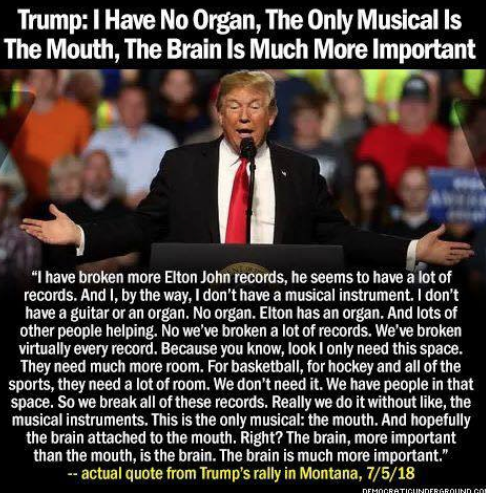 Trump: I Have No Organ, The Only Musical Is
The Mouth, The Brain Is Much More Important
“I have broken more Elton John records, he seems to have a lot of
records. And I, by the way, I don’t have a musical instrument. I don’t
have a guitar or an organ. No organ. Elton has an organ. And lots of
other people helping. No we’ve broken a lot of records. We’ve broken
virtually every record. Because you know, look I only need this space.
They need much more room. For basketball, for hockey and all of the
sports, they need a lot of room. We don’t need it. We have people in that
space. So we break all of these records. Really we do it without like, the
musical instruments. This is the only musical: the mouth. And hopefully
the brain attached to the mouth. Right? The brain, more important
than the mouth, is the brain. The brain is much more important.”
-- actual quote from Trump’s rally in Montana, 7/5/18
DEMOCRATICUNDERGROUND.COM